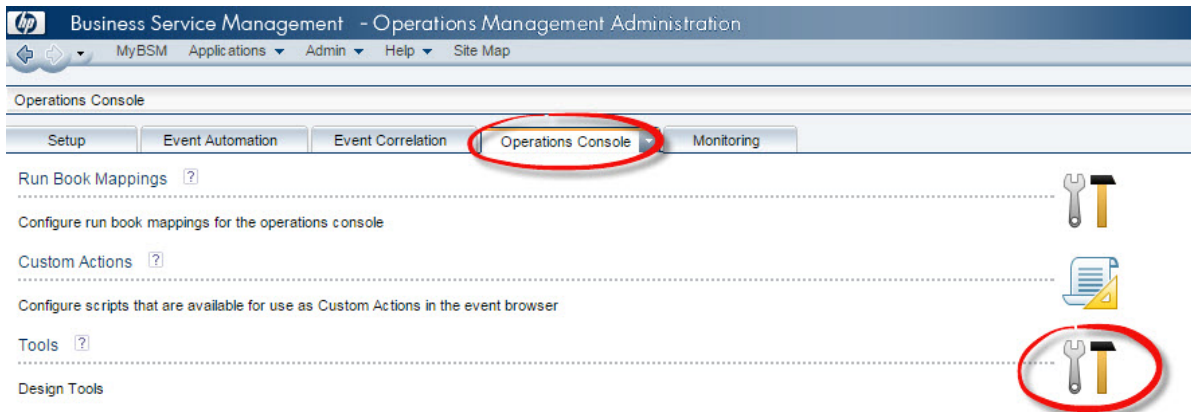 hp Business Service Management - Operations Management Administration
MyBSM Applications Admin Help Site Map
Operations Console
Setup Event Automation Event Correlation Operations Console Monitoring
Run Book Mappings ?
Configure run book mappings for the operations console
Custom Actions ?
Configure scripts that are available for use as Custom Actions in the event browser
Tools ?
Design Tools